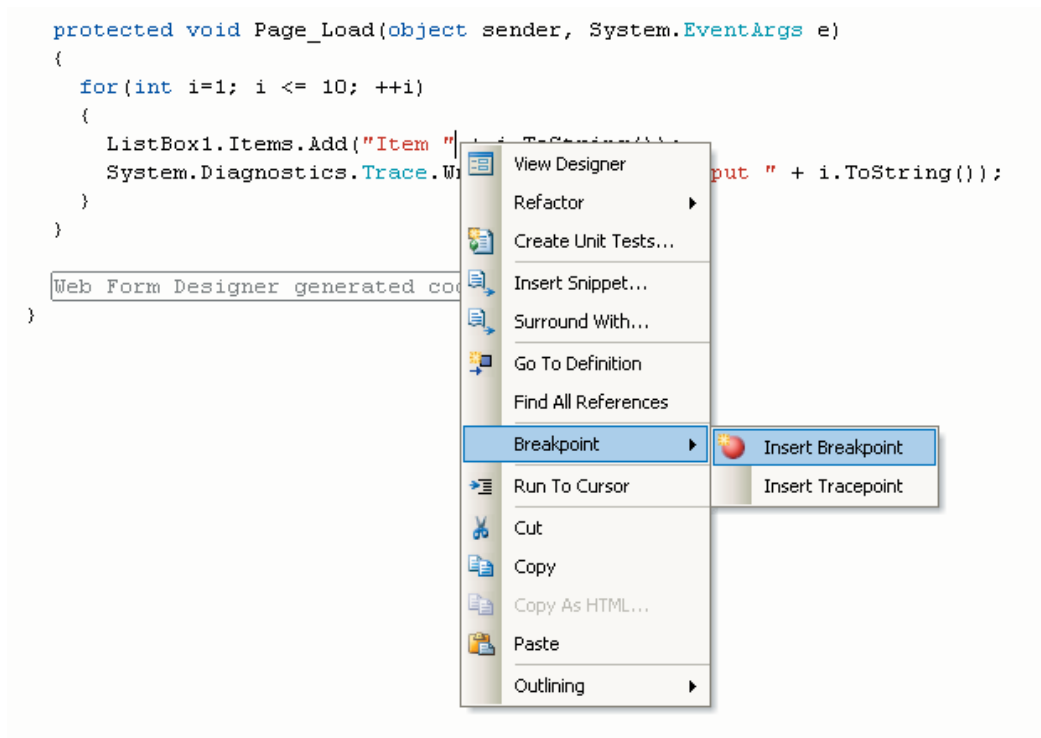 protected void Page_Load(object sender, System.EventArgs e)
{
for(int i=1; i <= 10; ++i)
{
ListBox1.Items.Add("Item " + i.ToString());
System.Diagnostics.Trace.W put " + i.ToString());
}
}
Web Form Designer generated co
}
View Designer
Refactor
Create Unit Tests...
Insert Snippet...
Surround With...
Go To Definition
Find All References
Breakpoint
Insert Breakpoint
Insert Tracepoint
Run To Cursor
Cut
Copy
Copy As HTML...
Paste
Outlining